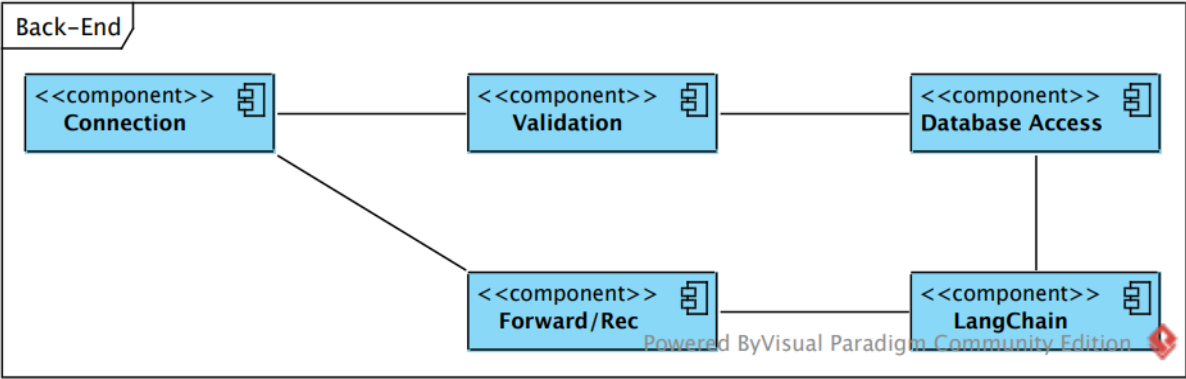 Back-End
<<component>>
Connection
<<component>>
Validation
<<component>>
Database Access
<<component>>
Forward/Rec
<<component>>
LangChain
Powered ByVisual Paradigm Community Edition